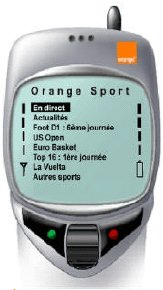 orange
Orange Sport
En direct
Actualités
Foot D1 : 6ème journée
US Open
Euro Basket
Top 16 : 1ère journée
La Vuelta
Autres sports